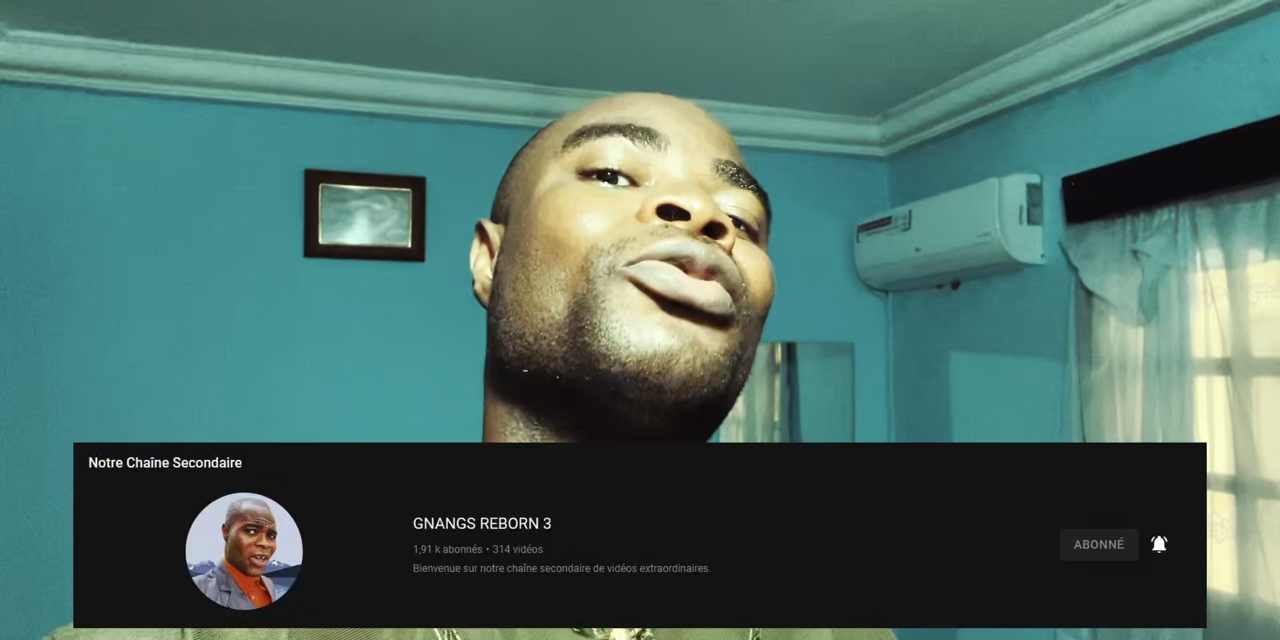 Notre Chaîne Secondaire
GNANGS REBORN 3
1,91 k abonnés • 314 vidéos
Bienvenue sur notre chaîne secondaire de vidéos extraordinaires.
ABONNÉ